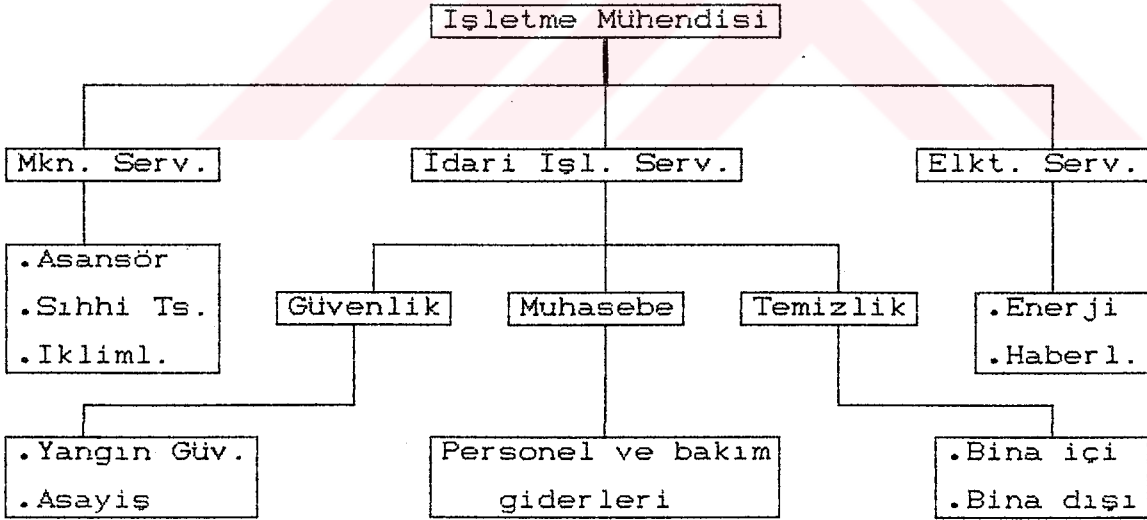 Işletme Mühendisi
Mkn. Serv.
Idari Işl. Serv.
Elkt. Serv.
.Asansör
.Sıhhi Ts.
.Ikliml.
Güvenlik
Muhasebe
Temizlik
.Enerji
.Haberl.
.Yangın Güv.
.Asayiş
Personel ve bakım
giderleri
.Bina içi
.Bina dışı